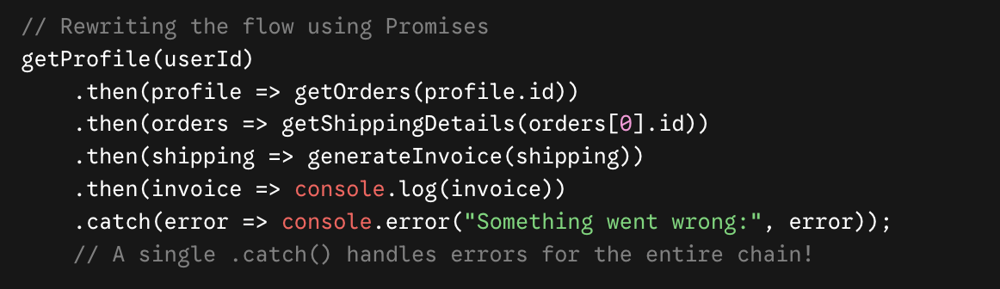 // Rewriting the flow using Promises
getProfile(userId)
    .then(profile => getOrders(profile.id))
    .then(orders => getShippingDetails(orders[0].id))
    .then(shipping => generateInvoice(shipping))
    .then(invoice => console.log(invoice))
    .catch(error => console.error("Something went wrong:", error));
    // A single .catch() handles errors for the entire chain!